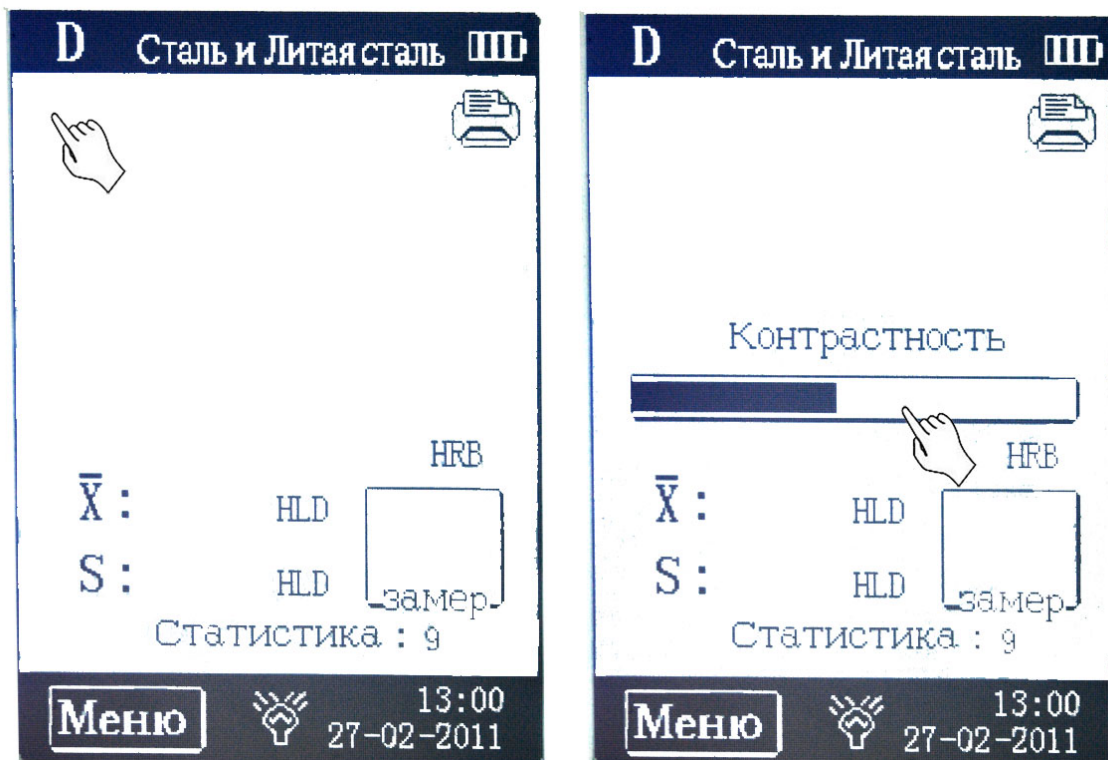 D Сталь и Литая сталь
HRB
X̄ : HLD
S : HLD
замер
Статистика : 9
Меню 13:00
27-02-2011
D Сталь и Литая сталь
Контрастность
HRB
X̄ : HLD
S : HLD
замер
Статистика : 9
Меню 13:00
27-02-2011